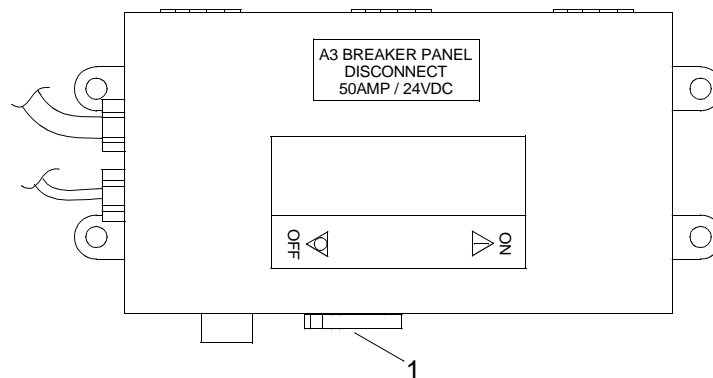 A3 BREAKER PANEL
DISCONNECT
50AMP / 24VDC
OFF
ON
1